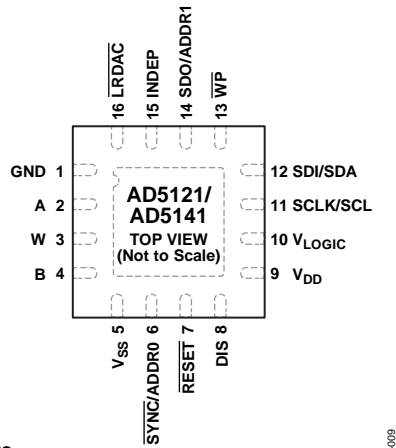 16 LRDAC
15 INDEP
14 SDO/ADDR1
13 WP
GND 1
A 2
W 3
B 4
AD5121/
AD5141
TOP VIEW
(Not to Scale)
12 SDI/SDA
11 SCLK/SCL
10 VLOGIC
9 VDD
VSS 5
SYNC/ADDR0 6
RESET 7
DIS 8